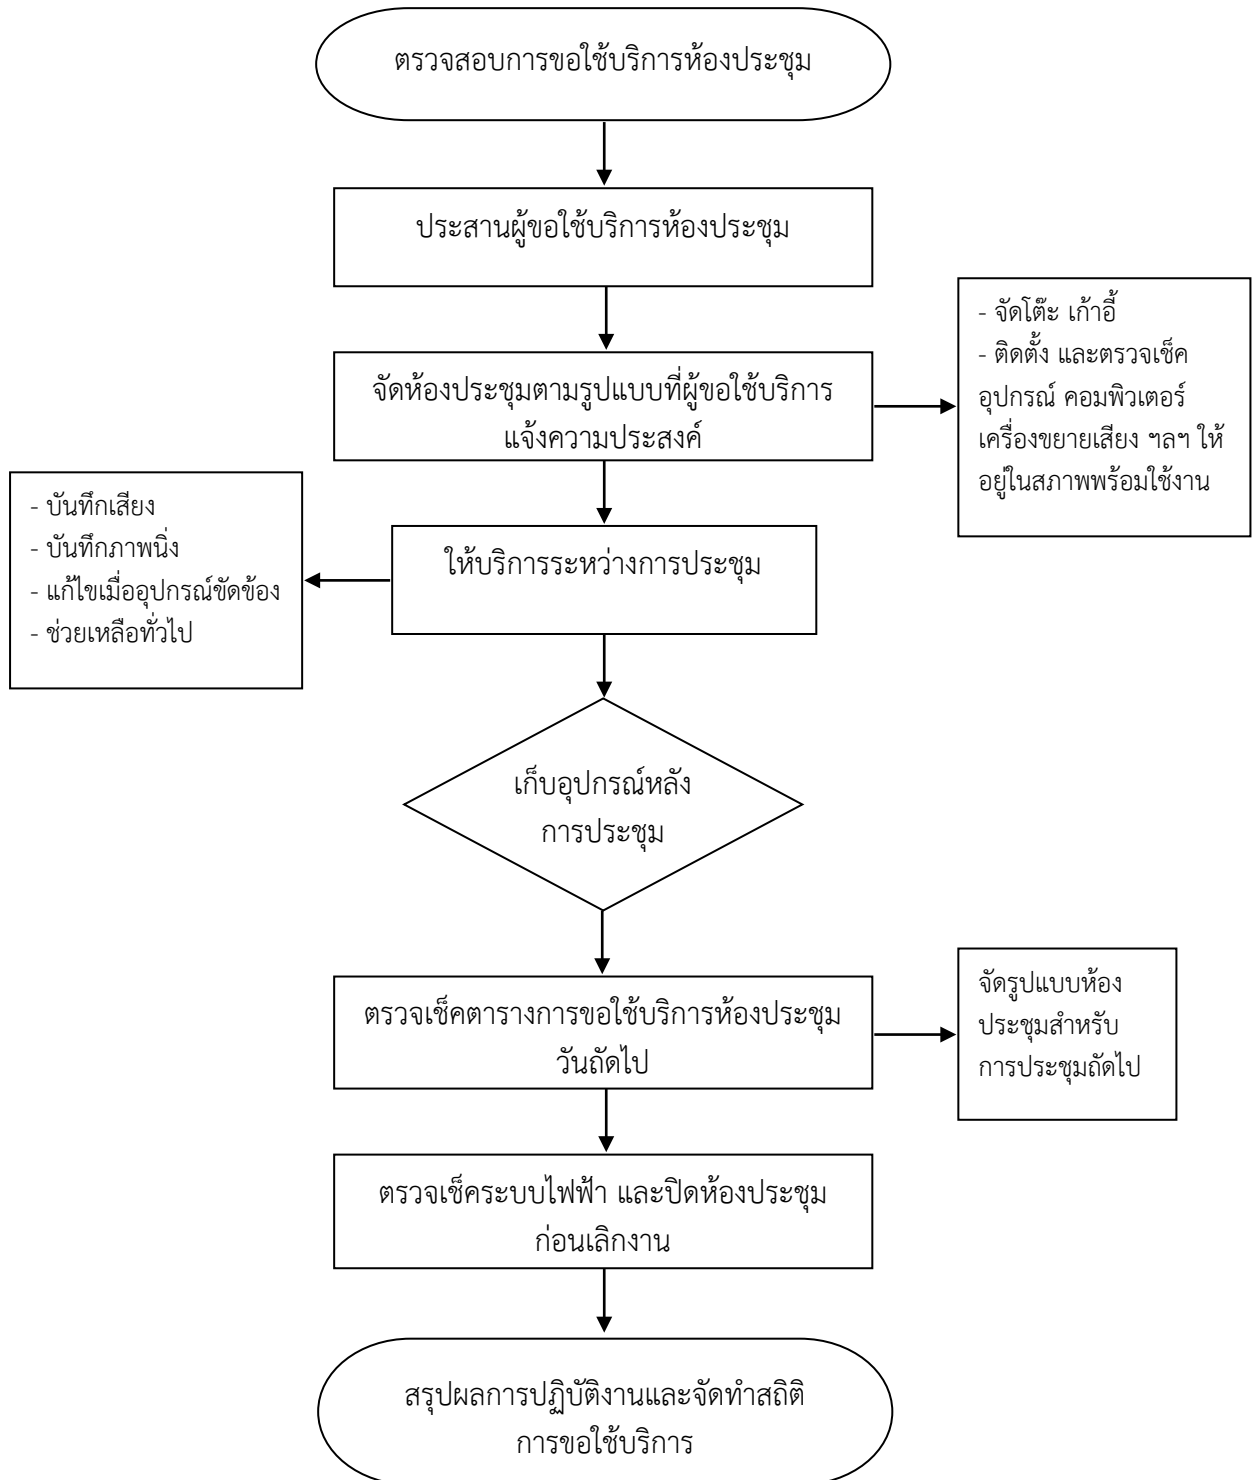 ตรวจสอบการขอใช้บริการห้องประชุม
ประสานผู้ขอใช้บริการห้องประชุม
จัดห้องประชุมตามรูปแบบที่ผู้ขอใช้บริการ
แจ้งความประสงค์
- จัดโต๊ะ เก้าอี้
- ติดตั้ง และตรวจเช็ค
อุปกรณ์ คอมพิวเตอร์
เครื่องขยายเสียง ฯลฯ ให้
อยู่ในสภาพพร้อมใช้งาน
ให้บริการระหว่างการประชุม
- บันทึกเสียง
- บันทึกภาพนิ่ง
- แก้ไขเมื่ออุปกรณ์ขัดข้อง
- ช่วยเหลือทั่วไป
เก็บอุปกรณ์หลัง
การประชุม
ตรวจเช็คตารางการขอใช้บริการห้องประชุม
วันถัดไป
จัดรูปแบบห้อง
ประชุมสำหรับ
การประชุมถัดไป
ตรวจเช็คระบบไฟฟ้า และปิดห้องประชุม
ก่อนเลิกงาน
สรุปผลการปฏิบัติงานและจัดทำสถิติ
การขอใช้บริการ